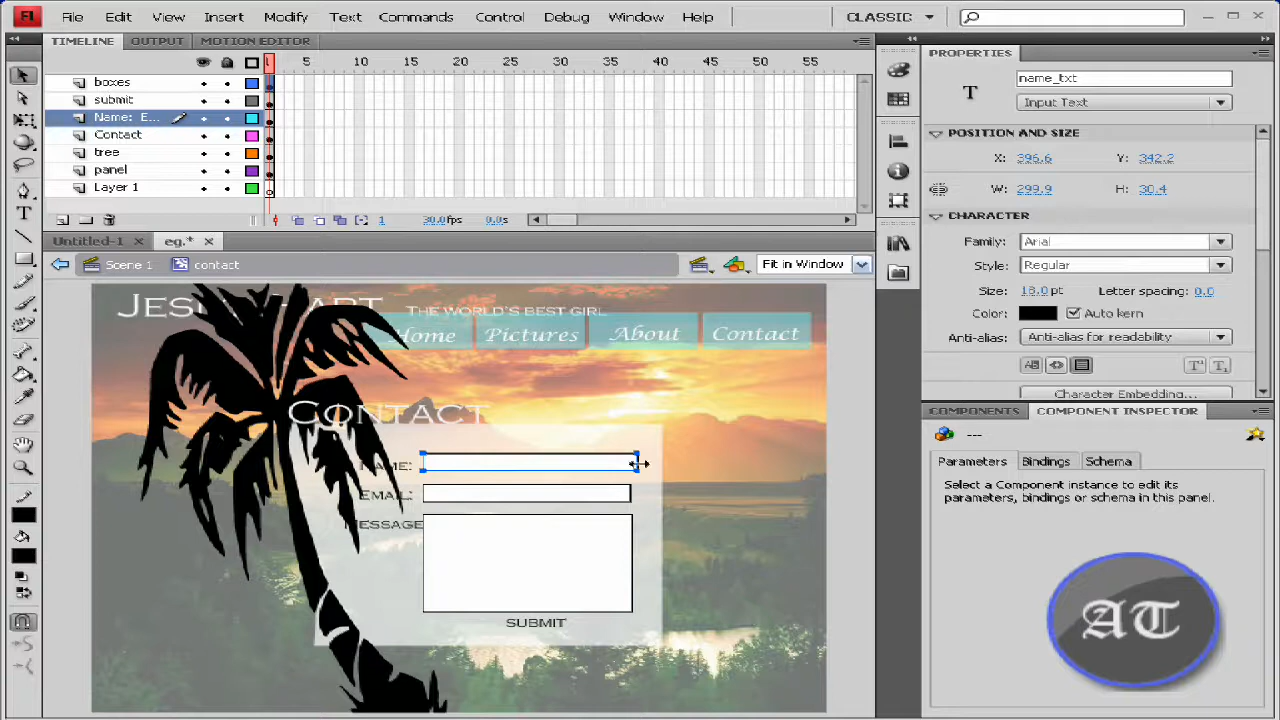 Fl File Edit View Insert Modify Text Commands Control Debug Window Help CLASSIC
TIMELINE OUTPUT MOTION EDITOR
1 5 10 15 20 25 30 35 40 45 50 55
boxes
submit
Name: E...
Contact
tree
panel
Layer 1
1 30.0fps 0.0s
Untitled-1 eg.*
Scene 1 contact Fit in Window
THE WORLD'S BEST GIRL
Home Pictures About Contact
CONTACT
NAME:
EMAIL:
MESSAGE
SUBMIT
PROPERTIES
name_txt
T Input Text
POSITION AND SIZE
X: 396.6 Y: 342.2
W: 299.9 H: 30.4
CHARACTER
Family: Arial
Style: Regular
Size: 18.0 pt Letter spacing: 0.0
Color: Auto kern
Anti-alias: Anti-alias for readability
Character Embedding...
COMPONENTS COMPONENT INSPECTOR
---
Parameters Bindings Schema
Select a Component instance to edit its
parameters, bindings or schema in this panel.
AT